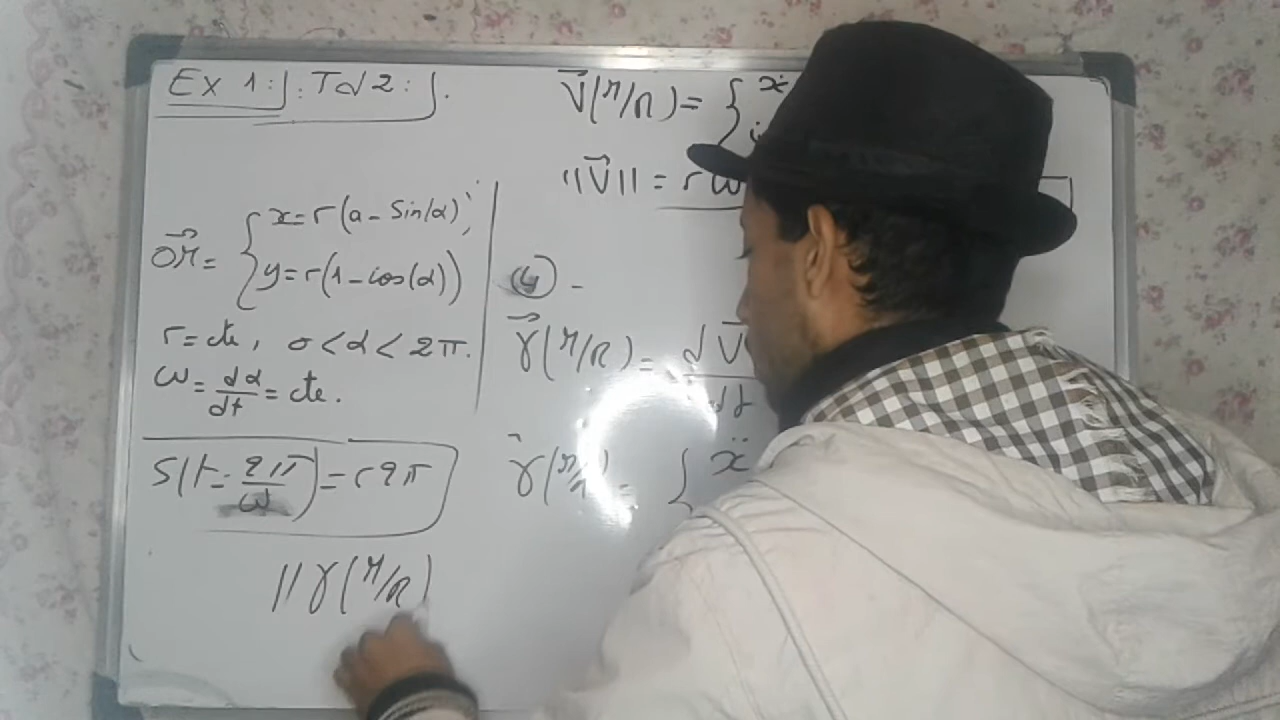 Ex 1: Td 2:
OM = { x = r(a - Sin(α)
y = r(1 - cos(α))
r = cte, 0 < α < 2π.
ω = dα/dt = cte.
S(t = 2π/ω) = r2π
||γ(M/R)
V(M/R) = { ẋ
||V|| = rω
4 -
γ(M/R) = dV/dt
γ(M/R) = { ẍ